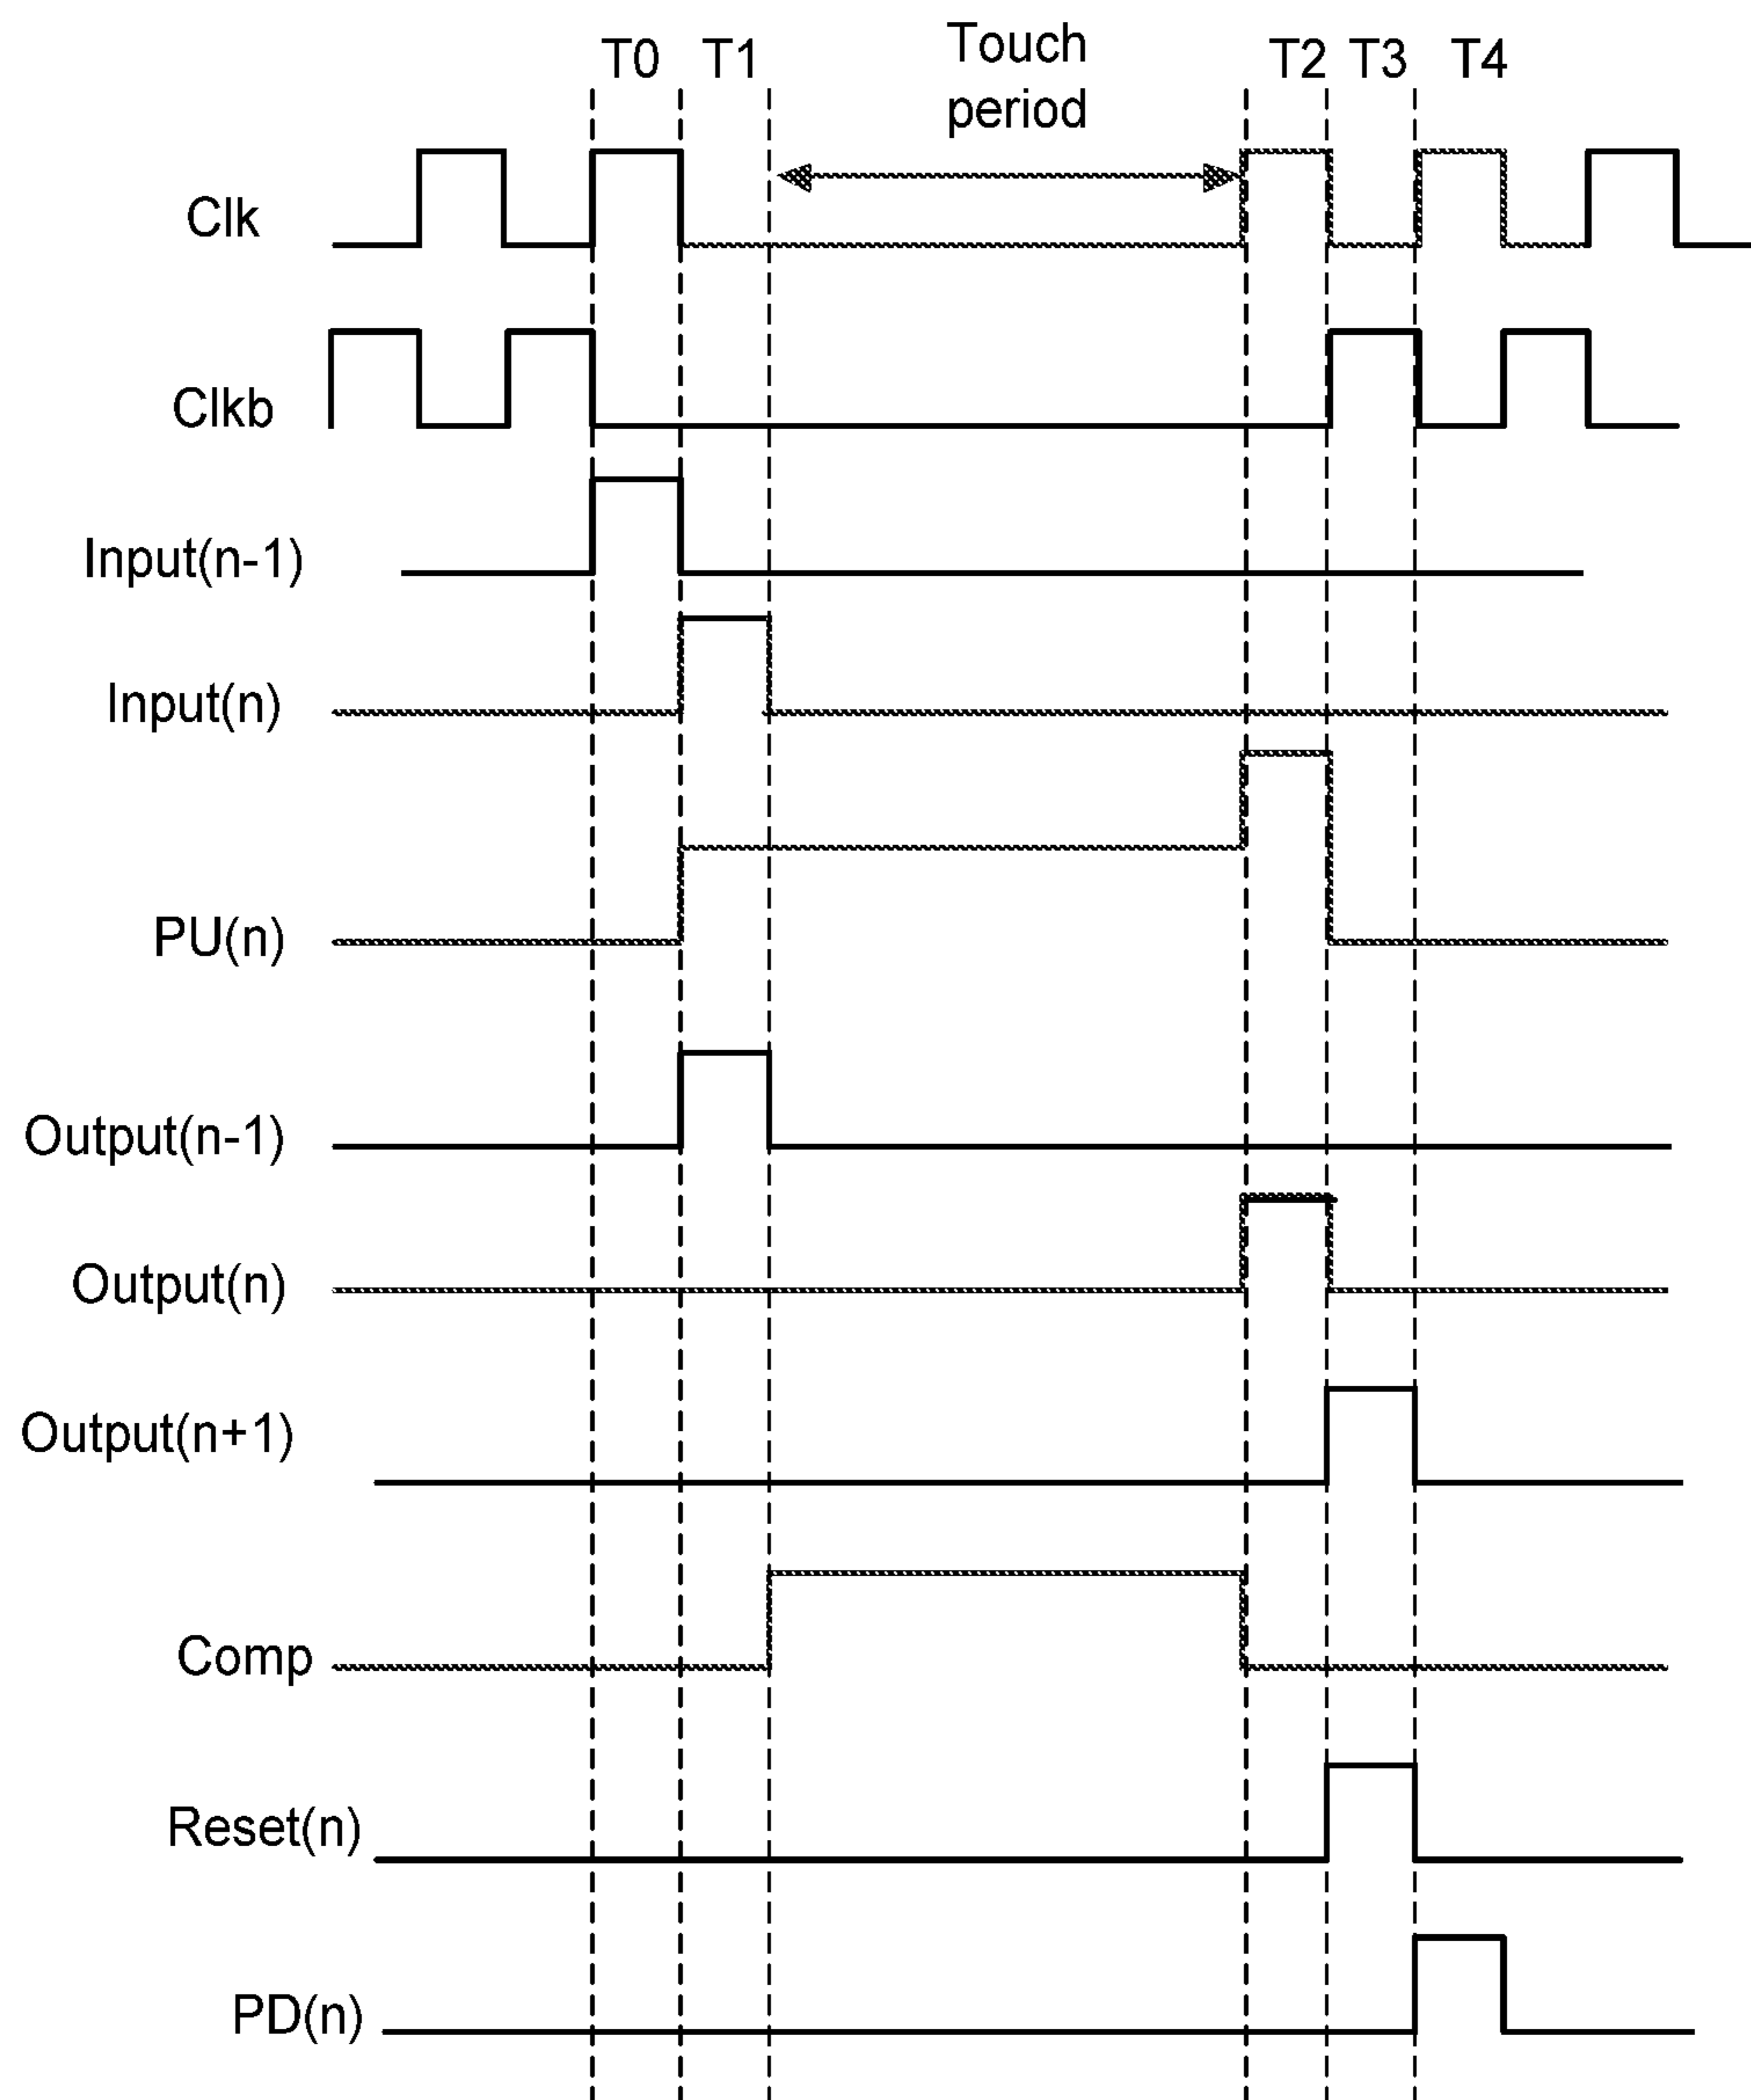 T0 T1 Touch period T2 T3 T4
Clk
Clkb
Input(n-1)
Input(n)
PU(n)
Output(n-1)
Output(n)
Output(n+1)
Comp
Reset(n)
PD(n)